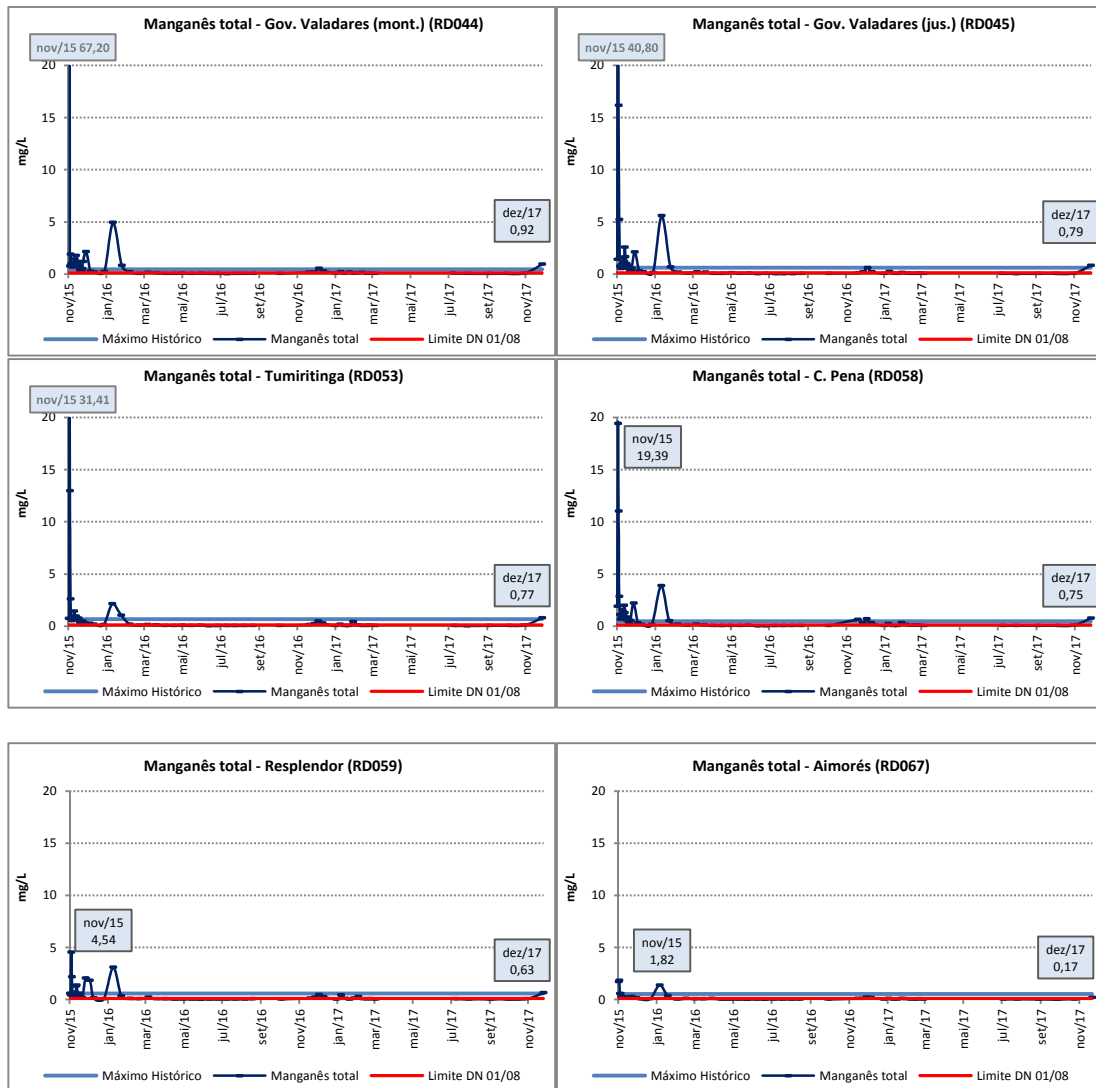 Manganês total - Gov. Valadares (mont.) (RD044)
nov/15 67,20
20
15
10
5
0
mg/L
dez/17
0,92
nov/15
jan/16
mar/16
mai/16
jul/16
set/16
nov/16
jan/17
mar/17
mai/17
jul/17
set/17
nov/17
Máximo Histórico
Manganês total
Limite DN 01/08
Manganês total - Gov. Valadares (jus.) (RD045)
nov/15 40,80
20
15
10
5
0
mg/L
dez/17
0,79
nov/15
jan/16
mar/16
mai/16
jul/16
set/16
nov/16
jan/17
mar/17
mai/17
jul/17
set/17
nov/17
Máximo Histórico
Manganês total
Limite DN 01/08
Manganês total - Tumiritinga (RD053)
nov/15 31,41
20
15
10
5
0
mg/L
dez/17
0,77
nov/15
jan/16
mar/16
mai/16
jul/16
set/16
nov/16
jan/17
mar/17
mai/17
jul/17
set/17
nov/17
Máximo Histórico
Manganês total
Limite DN 01/08
Manganês total - C. Pena (RD058)
20
15
10
5
0
mg/L
nov/15
19,39
dez/17
0,75
nov/15
jan/16
mar/16
mai/16
jul/16
set/16
nov/16
jan/17
mar/17
mai/17
jul/17
set/17
nov/17
Máximo Histórico
Manganês total
Limite DN 01/08
Manganês total - Resplendor (RD059)
20
15
10
5
0
mg/L
nov/15
4,54
dez/17
0,63
nov/15
jan/16
mar/16
mai/16
jul/16
set/16
nov/16
jan/17
mar/17
mai/17
jul/17
set/17
nov/17
Máximo Histórico
Manganês total
Limite DN 01/08
Manganês total - Aimorés (RD067)
20
15
10
5
0
mg/L
nov/15
1,82
dez/17
0,17
nov/15
jan/16
mar/16
mai/16
jul/16
set/16
nov/16
jan/17
mar/17
mai/17
jul/17
set/17
nov/17
Máximo Histórico
Manganês total
Limite DN 01/08